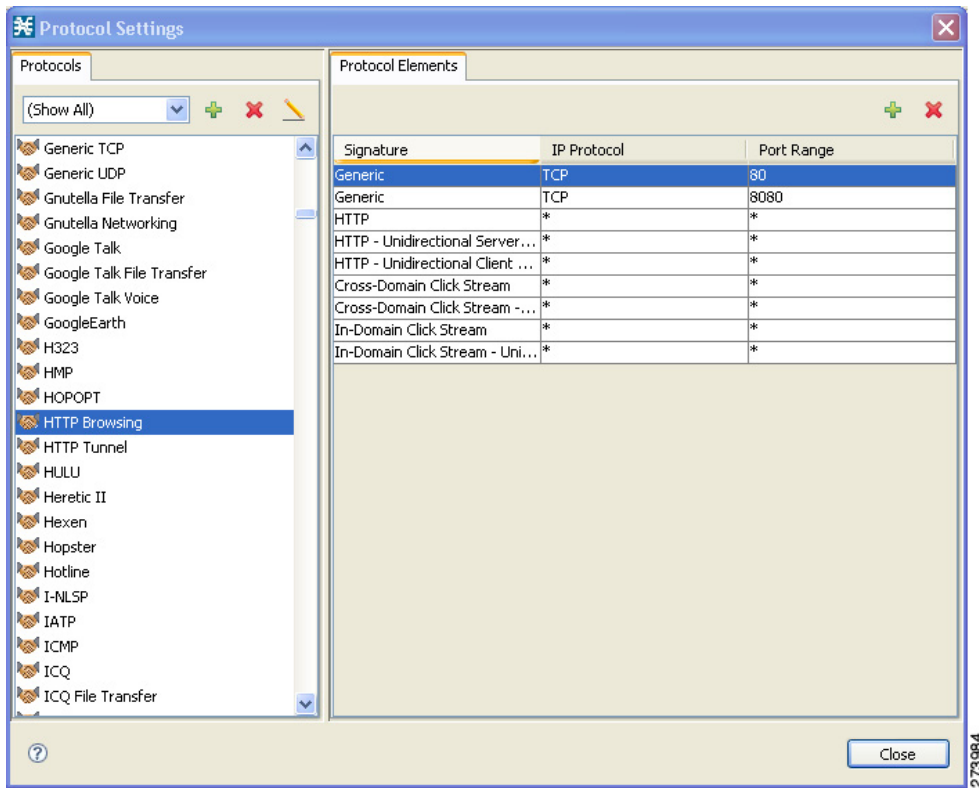 Protocol Settings
Protocols
(Show All)
Generic TCP
Generic UDP
Gnutella File Transfer
Gnutella Networking
Google Talk
Google Talk File Transfer
Google Talk Voice
GoogleEarth
H323
HMP
HOPOPT
HTTP Browsing
HTTP Tunnel
HULU
Heretic II
Hexen
Hopster
Hotline
I-NLSP
IATP
ICMP
ICQ
ICQ File Transfer
Protocol Elements
Signature IP Protocol Port Range
Generic TCP 80
Generic TCP 8080
HTTP * *
HTTP - Unidirectional Server... * *
HTTP - Unidirectional Client ... * *
Cross-Domain Click Stream * *
Cross-Domain Click Stream -... * *
In-Domain Click Stream * *
In-Domain Click Stream - Uni... * *
?
Close
273984